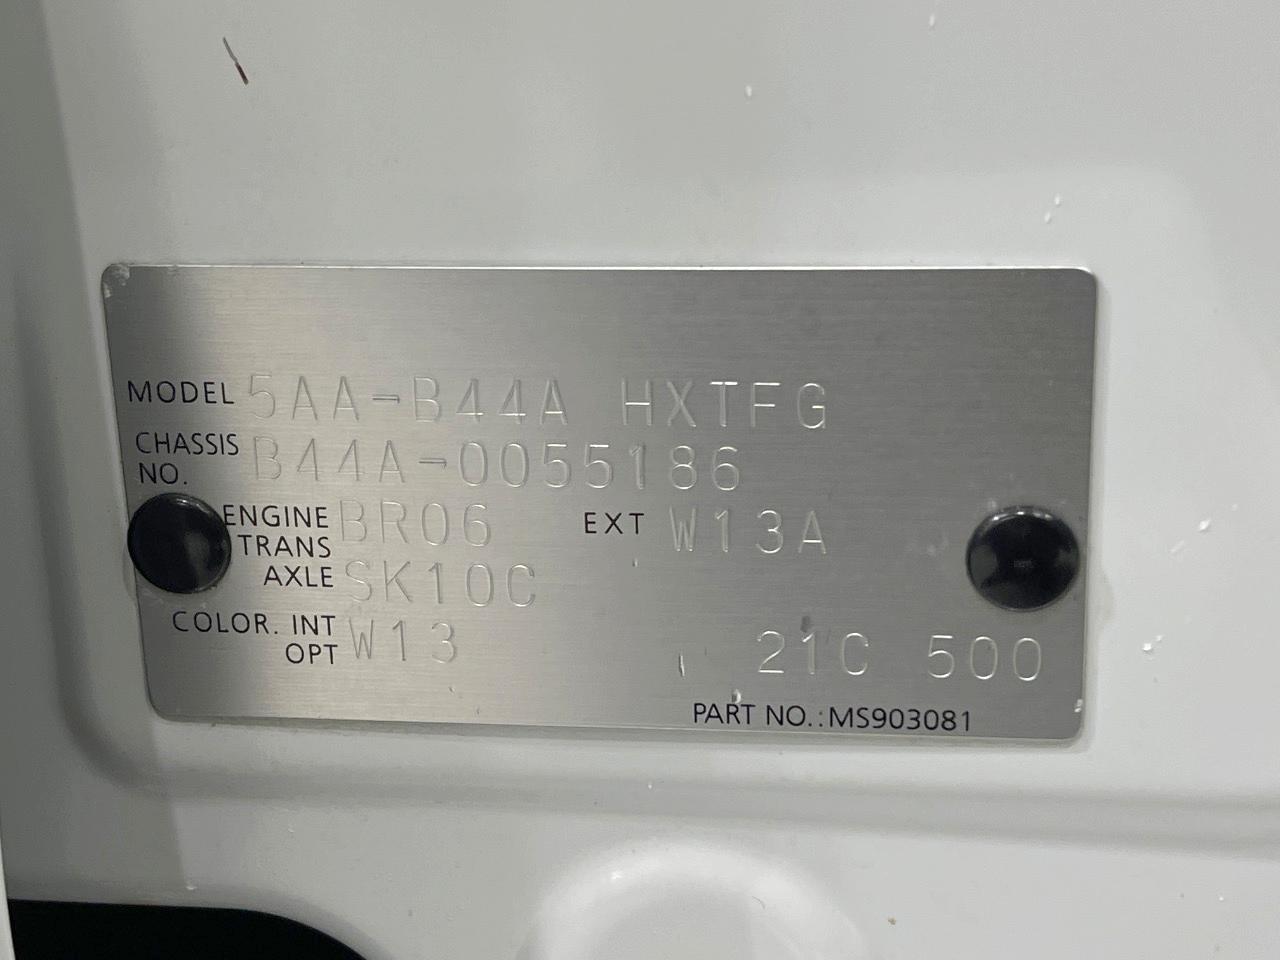 MODEL 5AA-B44A HXTFG
CHASSIS NO. B44A-0055186
ENGINE BR06 EXT W13A
TRANS AXLE SK10C
COLOR. INT W13
OPT 21C 500
PART NO.: MS903081